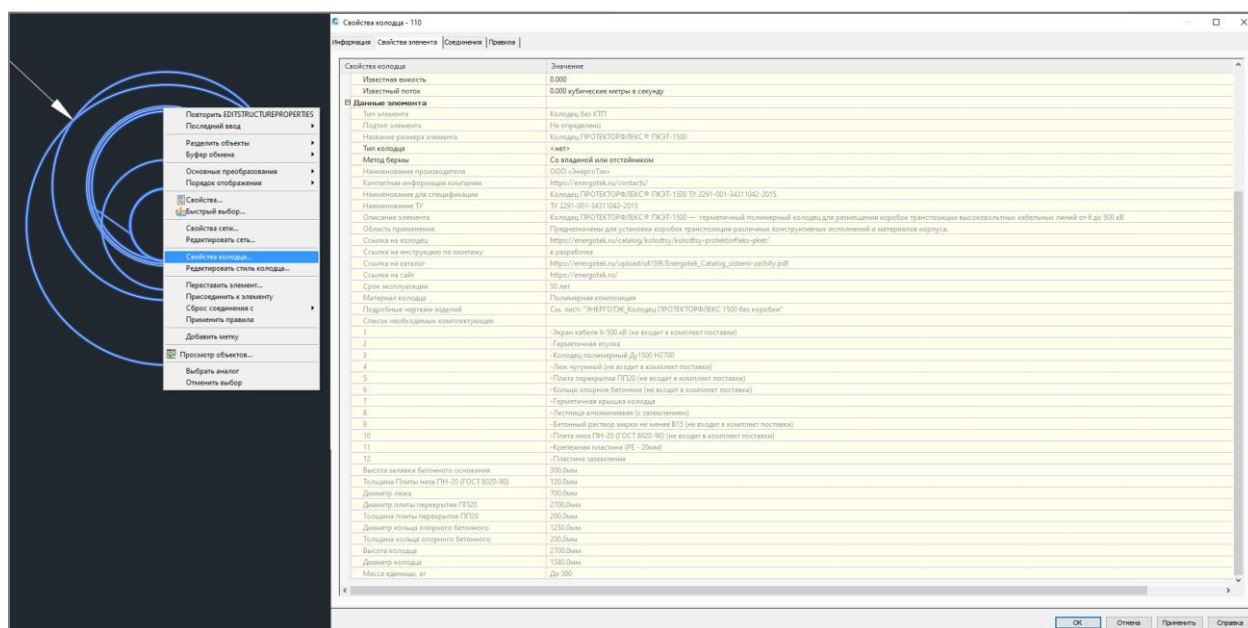 Свойства колодца - 110
Информация Свойства элемента Соединения Правила
Свойства колодца Значение
Известная емкость 0.000
Известный поток 0.000 кубические метры в секунду
Данные элемента
Тип элемента Колодец без КТП
Подтип элемента Не определено
Название размера элемента Колодец ПРОТЕКТОРФЛЕКС® ПКЭТ-1500
Тип колодца <нет>
Метод бермы Со впадиной или отстойником
Наименование производителя ООО «ЭнергоТэк»
Контактная информация компании https://energotek.ru/contacts/
Наименование для спецификации Колодец ПРОТЕКТОРФЛЕКС® ПКЭТ-1500 ТУ 2291-001-34311042-2015
Наименование ТУ ТУ 2291-001-34311042-2015
Описание элемента Колодец ПРОТЕКТОРФЛЕКС® ПКЭТ-1500 — герметичный полимерный колодец для размещения коробок транспозиции высоковольтных кабельных линий от 6 до 500 кВ
Область применения Предназначены для установки коробок транспозиции различных конструктивных исполнений и материалов корпуса.
Ссылка на колодец https://energotek.ru/catalog/kolodtsy/kolodtsy-protektorfleks-pket/
Ссылка на инструкцию по монтажу в разработке
Ссылка на каталог https://energotek.ru/upload/uf/59f/Energotek_Catalog_sistemi-zashity.pdf
Ссылка на сайт https://energotek.ru/
Срок эксплуатации 50 лет
Материал колодца Полимерная композиция
Подробные чертежи изделий См. лист: "ЭНЕРГОТЭК_Колодец ПРОТЕКТОРФЛЕКС 1500 без коробки"
Список необходимых комплектующих
1 -Экран кабеля 6-500 кВ (не входит в комплект поставки)
2 -Герметичная втулка
3 -Колодец полимерный Ду1500 H2700
4 -Люк чугунный (не входит в комплект поставки)
5 -Плита перекрытия ПП20 (не входит в комплект поставки)
6 -Кольцо опорное бетонное (не входит в комплект поставки)
7 -Герметичная крышка колодца
8 -Лестница алюминиевая (с заземлением)
9 -Бетонный раствор марки не менее B15 (не входит в комплект поставки)
10 -Плита низа ПН-20 (ГОСТ 8020-90) (не входит в комплект поставки)
11 -Крепежная пластина (PE - 20мм)
12 -Пластина заземления
Высота заливки бетонного основания 300.0мм
Толщина Плиты низа ПН-20 (ГОСТ 8020-90) 120.0мм
Диаметр люка 700.0мм
Диаметр плиты перекрытия ПП20 2700.0мм
Толщина плиты перекрытия ПП20 200.0мм
Диаметр кольца опорного бетонного 1250.0мм
Толщина кольца опорного бетонного 200.0мм
Высота колодца 2700.0мм
Диаметр колодца 1580.0мм
Масса единицы, кг До 300
ОК Отмена Применить Справка
Повторить EDITSTRUCTUREPROPERTIES
Последний ввод
Разделить объекты
Буфер обмена
Основные преобразования
Порядок отображения
Свойства...
Быстрый выбор...
Свойства сети...
Редактировать сеть...
Свойства колодца...
Редактировать стиль колодца...
Переставить элемент...
Присоединить к элементу
Сброс соединения с
Применить правила
Добавить метку
Просмотр объектов...
Выбрать аналог
Отменить выбор